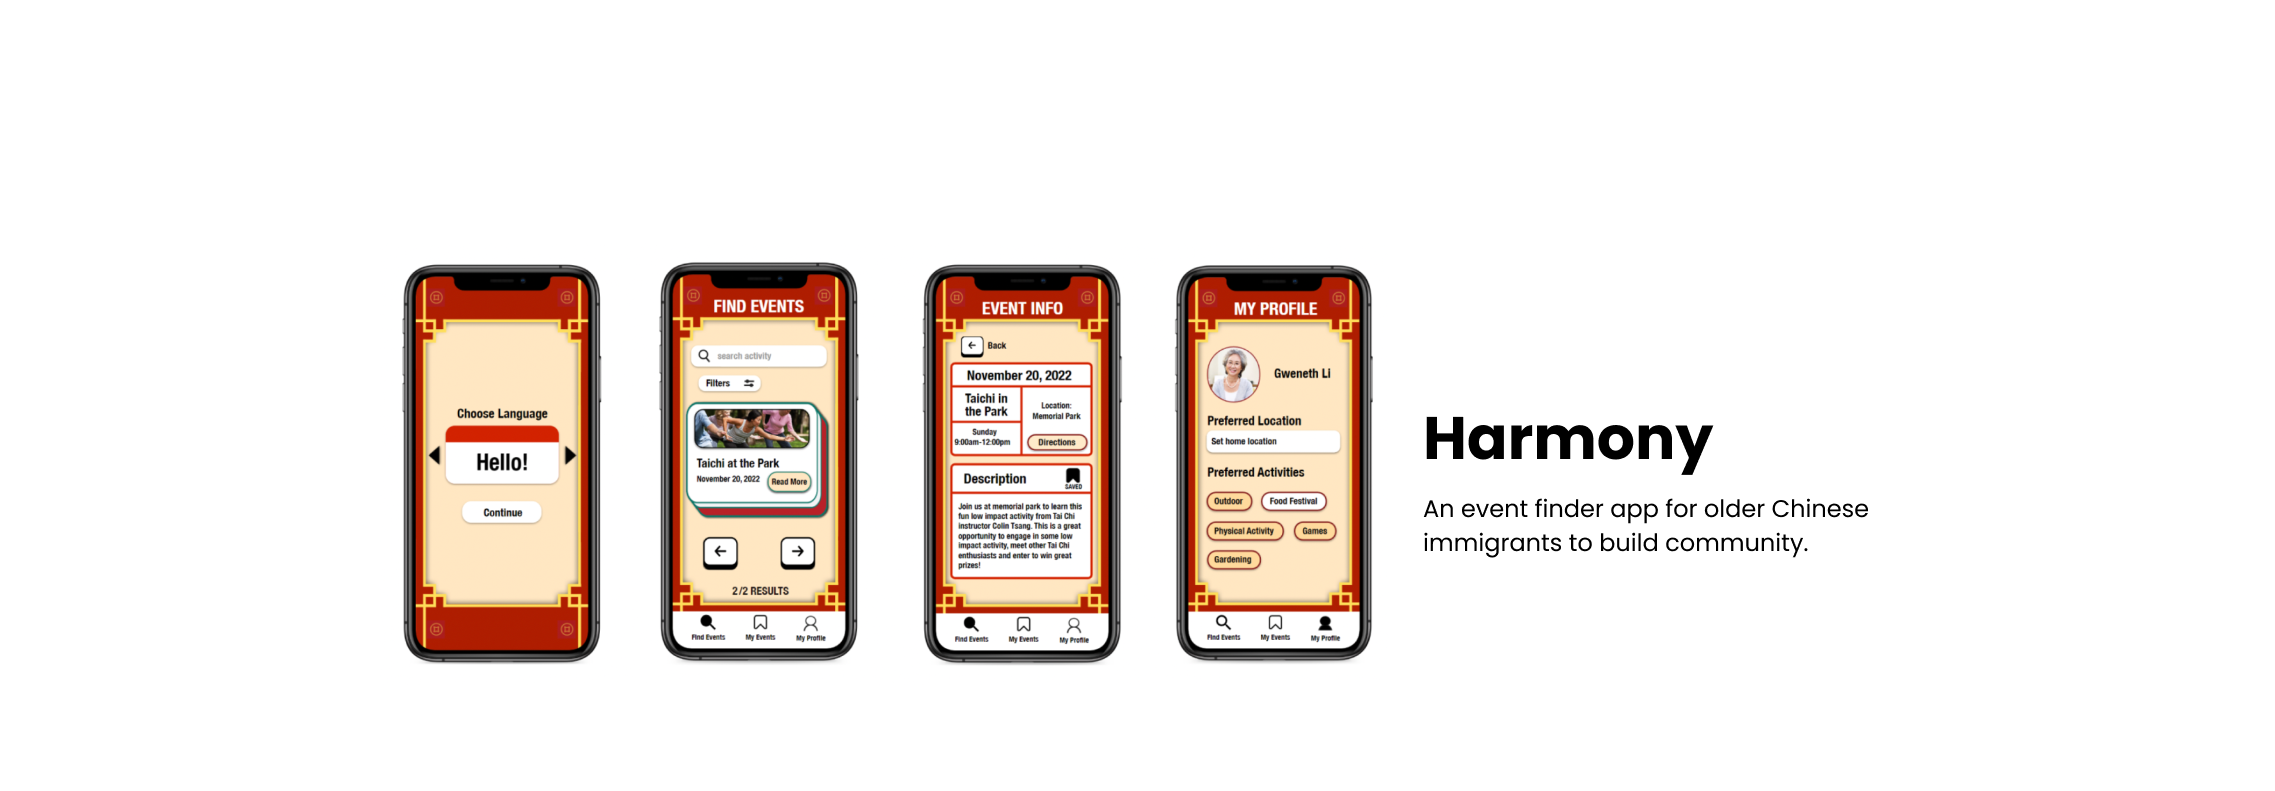 Choose Language
Hello!
Continue
FIND EVENTS
search activity
Filters
Taichi at the Park
November 20, 2022
Read More
2/2 RESULTS
Find Events
My Events
My Profile
EVENT INFO
Back
November 20, 2022
Taichi in
the Park
Sunday
9:00am-12:00pm
Location:
Memorial Park
Directions
Description
SAVED
Join us at memorial park to learn this
fun low impact activity from Tai Chi
instructor Colin Tsang. This is a great
opportunity to engage in some low
impact activity, meet other Tai Chi
enthusiasts and enter to win great
prizes!
Find Events
My Events
My Profile
MY PROFILE
Gweneth Li
Preferred Location
Set home location
Preferred Activities
Outdoor
Food Festival
Physical Activity
Games
Gardening
Find Events
My Events
My Profile
Harmony
An event finder app for older Chinese
immigrants to build community.